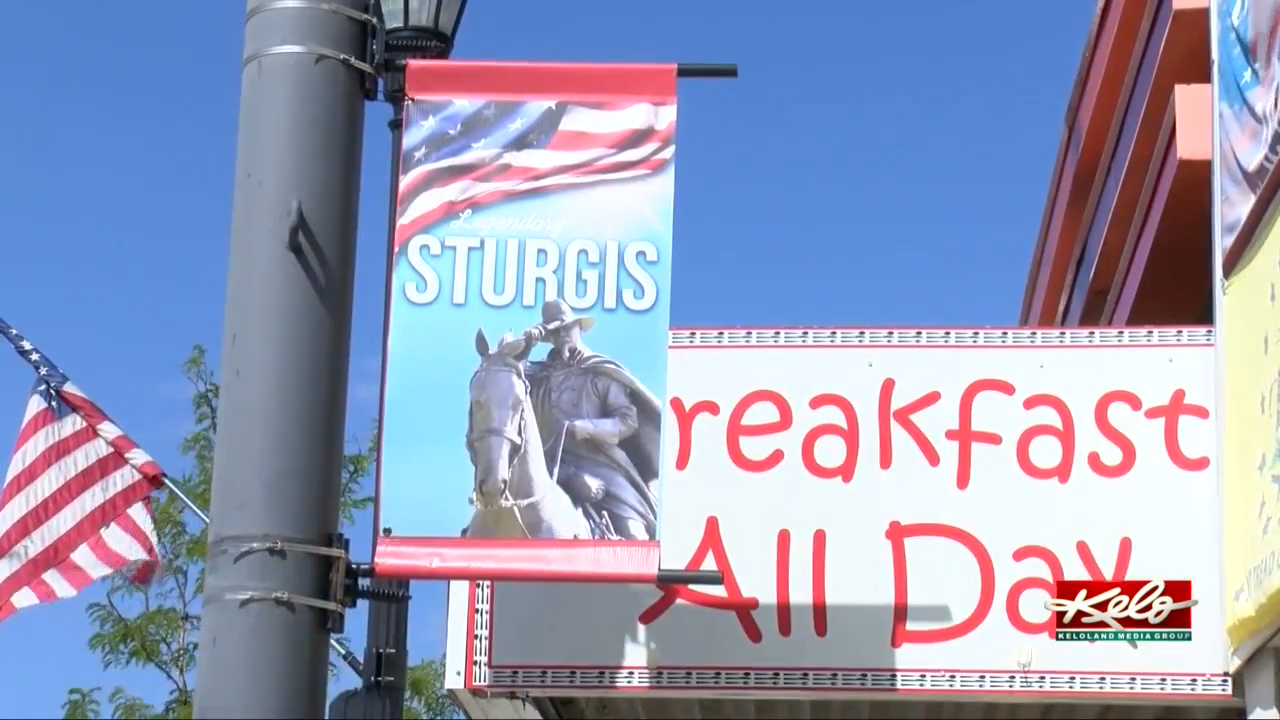 Legendary
STURGIS
reakfast
All Day
Kelo
KELOLAND MEDIA GROUP